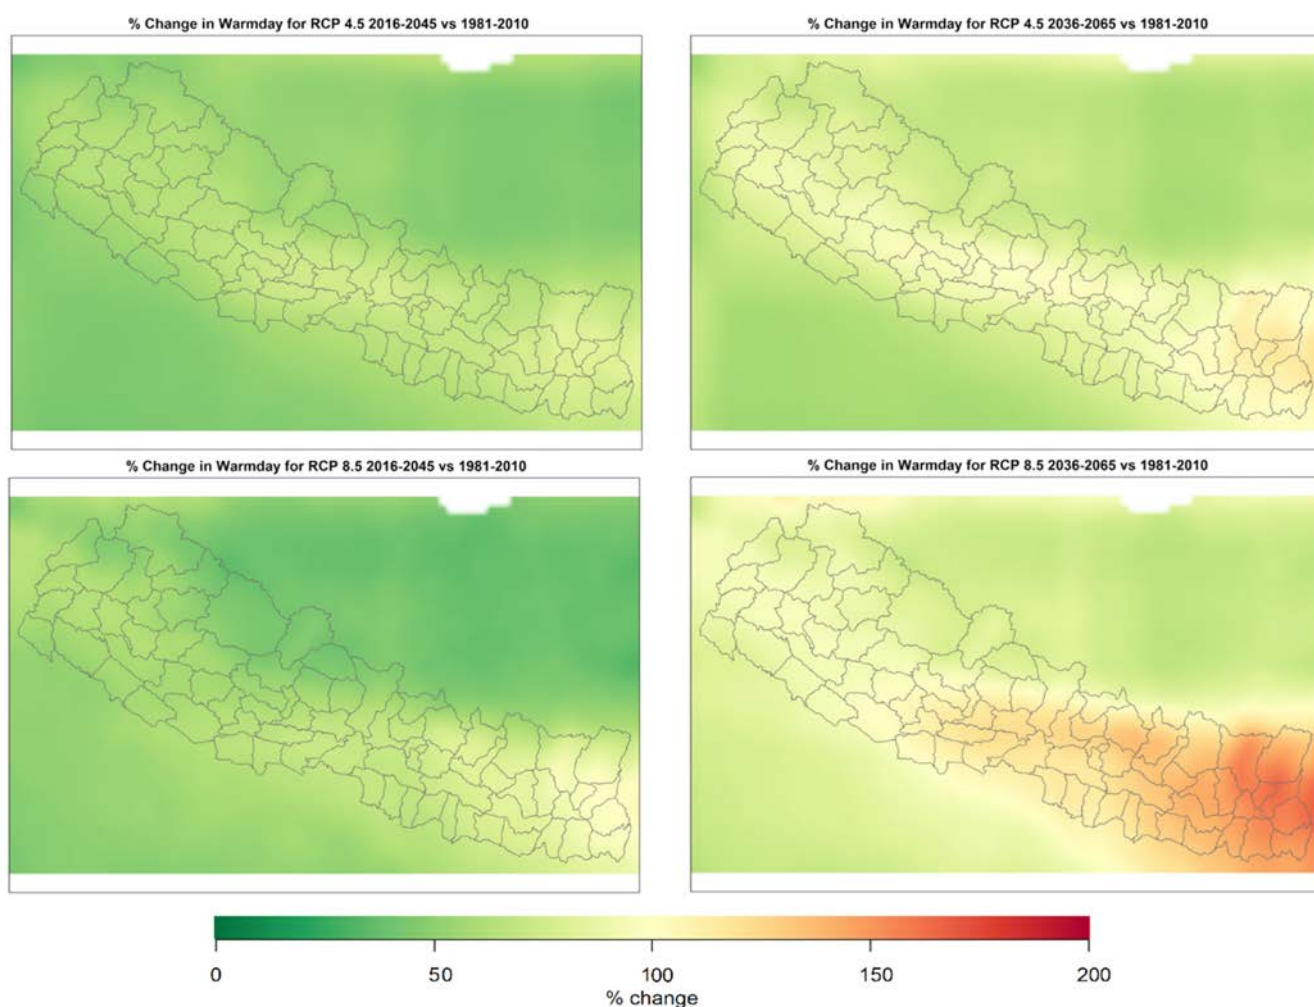 % Change in Warmday for RCP 4.5 2016-2045 vs 1981-2010
% Change in Warmday for RCP 4.5 2036-2065 vs 1981-2010
% Change in Warmday for RCP 8.5 2016-2045 vs 1981-2010
% Change in Warmday for RCP 8.5 2036-2065 vs 1981-2010
0 50 100 150 200
% change